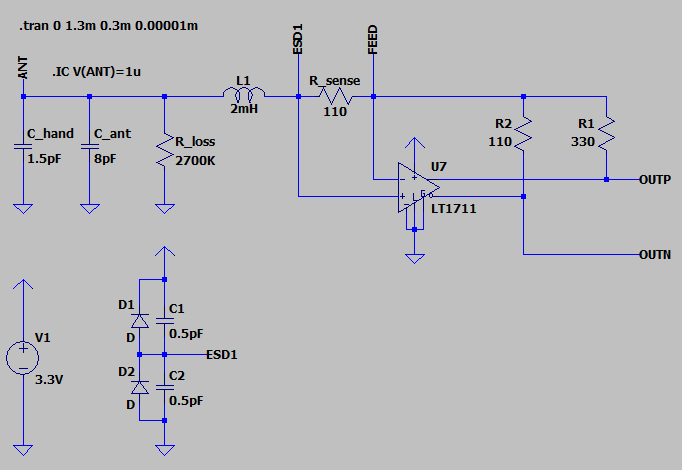 .tran 0 1.3m 0.3m 0.00001m
ANT
.IC V(ANT)=1u
ESD1
FEED
L1
2mH
R_sense
110
C_hand
1.5pF
C_ant
8pF
R_loss
2700K
R2
110
R1
330
U7
LT1711
L
G
OUTP
OUTN
D1
D
C1
0.5pF
ESD1
D2
D
C2
0.5pF
V1
3.3V